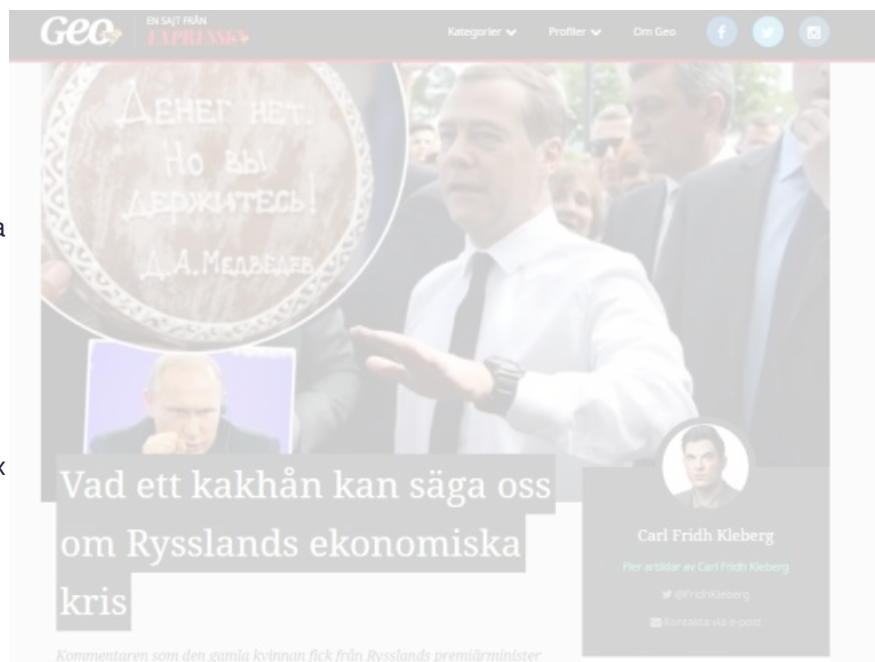 Geo
EN SAJT FRÅN
EXPRESSEN
Kategorier
Profiler
Om Geo
ДЕНЕГ НЕТ.
НО ВЫ
ДЕРЖИТЕСЬ!
Д.А.МЕДВЕДЕВ
a
x
Vad ett kakhån kan säga oss
om Rysslands ekonomiska
kris
Kommentaren som den gamla kvinnan fick från Rysslands premiärminister
Carl Fridh Kleberg
Fler artiklar av Carl Fridh Kleberg
@FridhKleberg
Kontakta via e-post